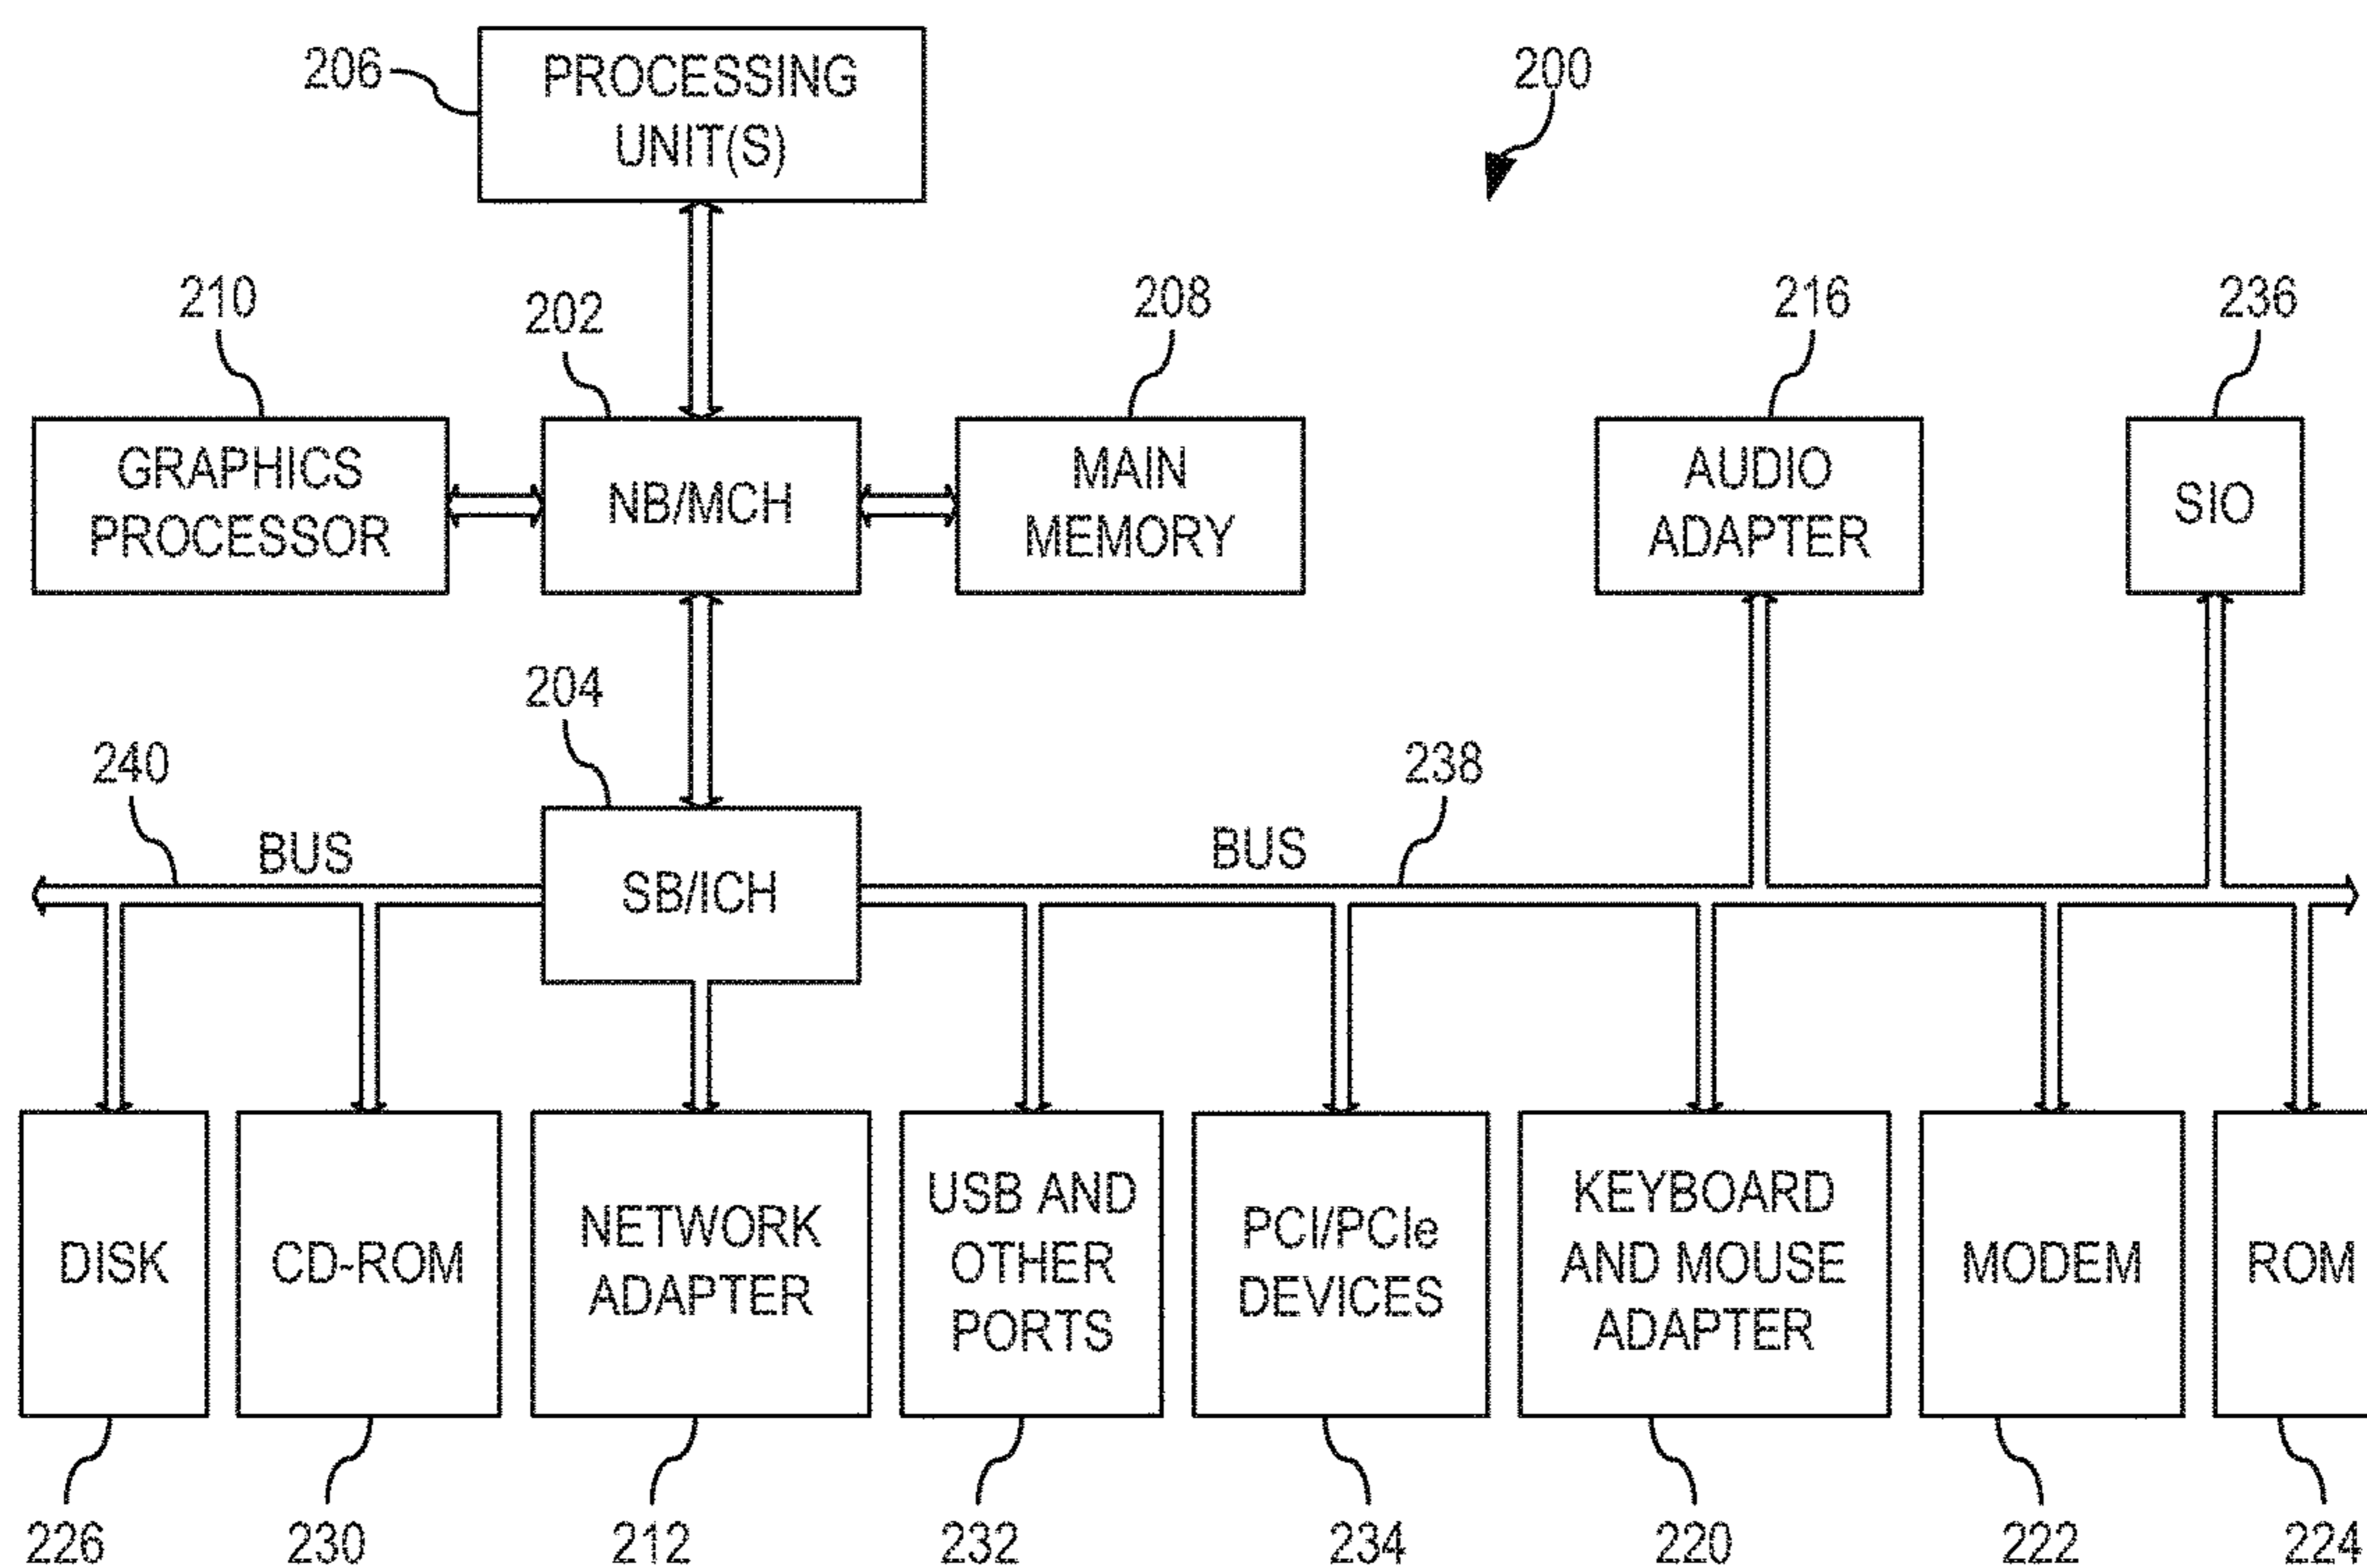 206
PROCESSING
UNIT(S)
200
210
202
208
216
236
GRAPHICS
PROCESSOR
NB/MCH
MAIN
MEMORY
AUDIO
ADAPTER
SIO
204
240
238
BUS
BUS
SB/ICH
DISK
CD-ROM
NETWORK
ADAPTER
USB AND
OTHER
PORTS
PCI/PCIe
DEVICES
KEYBOARD
AND MOUSE
ADAPTER
MODEM
ROM
226
230
212
232
234
220
222
224